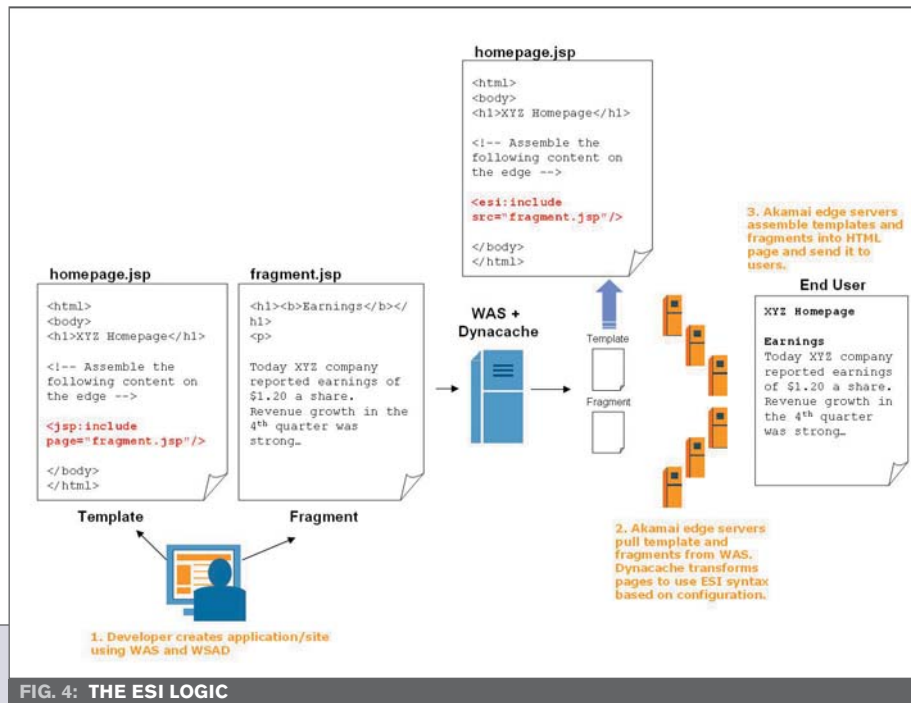 homepage.jsp
<html>
<body>
<h1>XYZ Homepage</h1>
<!-- Assemble the
following content on
the edge -->
<esi:include
src="fragment.jsp"/>
</body>
</html>
homepage.jsp
<html>
<body>
<h1>XYZ Homepage</h1>
<!-- Assemble the
following content on
the edge -->
<jsp:include
page="fragment.jsp"/>
</body>
</html>
Template
fragment.jsp
<h1><b>Earnings</b></
h1>
<p>
Today XYZ company
reported earnings of
$1.20 a share.
Revenue growth in the
4th quarter was
strong…
Fragment
1. Developer creates application/site
using WAS and WSAD
WAS +
Dynacache
Template
Fragment
2. Akamai edge servers
pull template and
fragments from WAS.
Dynacache transforms
pages to use ESI syntax
based on configuration.
3. Akamai edge servers
assemble templates and
fragments into HTML
page and send it to
users.
End User
XYZ Homepage
Earnings
Today XYZ company
reported earnings
of $1.20 a share.
Revenue growth in
the 4th quarter
was strong…
FIG. 4: THE ESI LOGIC